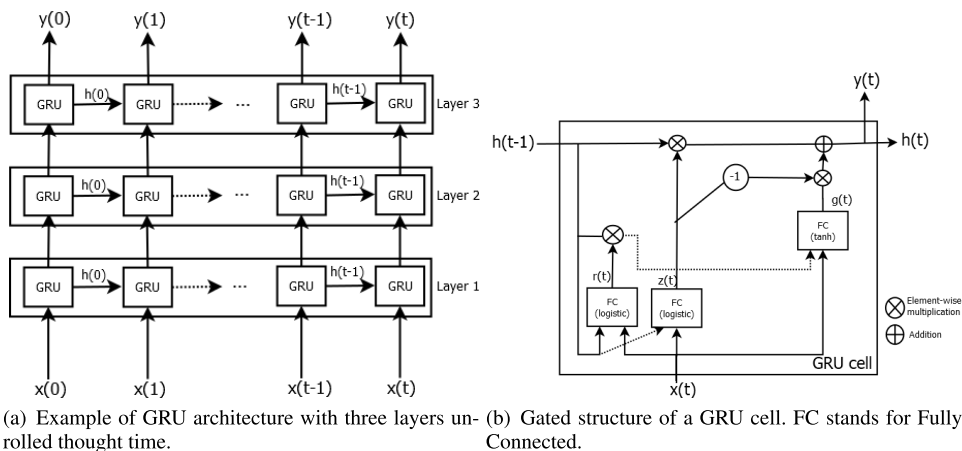 y(0) y(1) y(t-1) y(t)
GRU h(0) GRU ... GRU h(t-1) GRU Layer 3
GRU h(0) GRU ... GRU h(t-1) GRU Layer 2
GRU h(0) GRU ... GRU h(t-1) GRU Layer 1
x(0) x(1) x(t-1) x(t)
(a) Example of GRU architecture with three layers un-
rolled thought time.
y(t)
h(t-1) h(t)
-1
g(t)
FC
(tanh)
r(t) z(t)
FC
(logistic)
FC
(logistic)
Element-wise
multiplication
Addition
GRU cell
x(t)
(b) Gated structure of a GRU cell. FC stands for Fully
Connected.